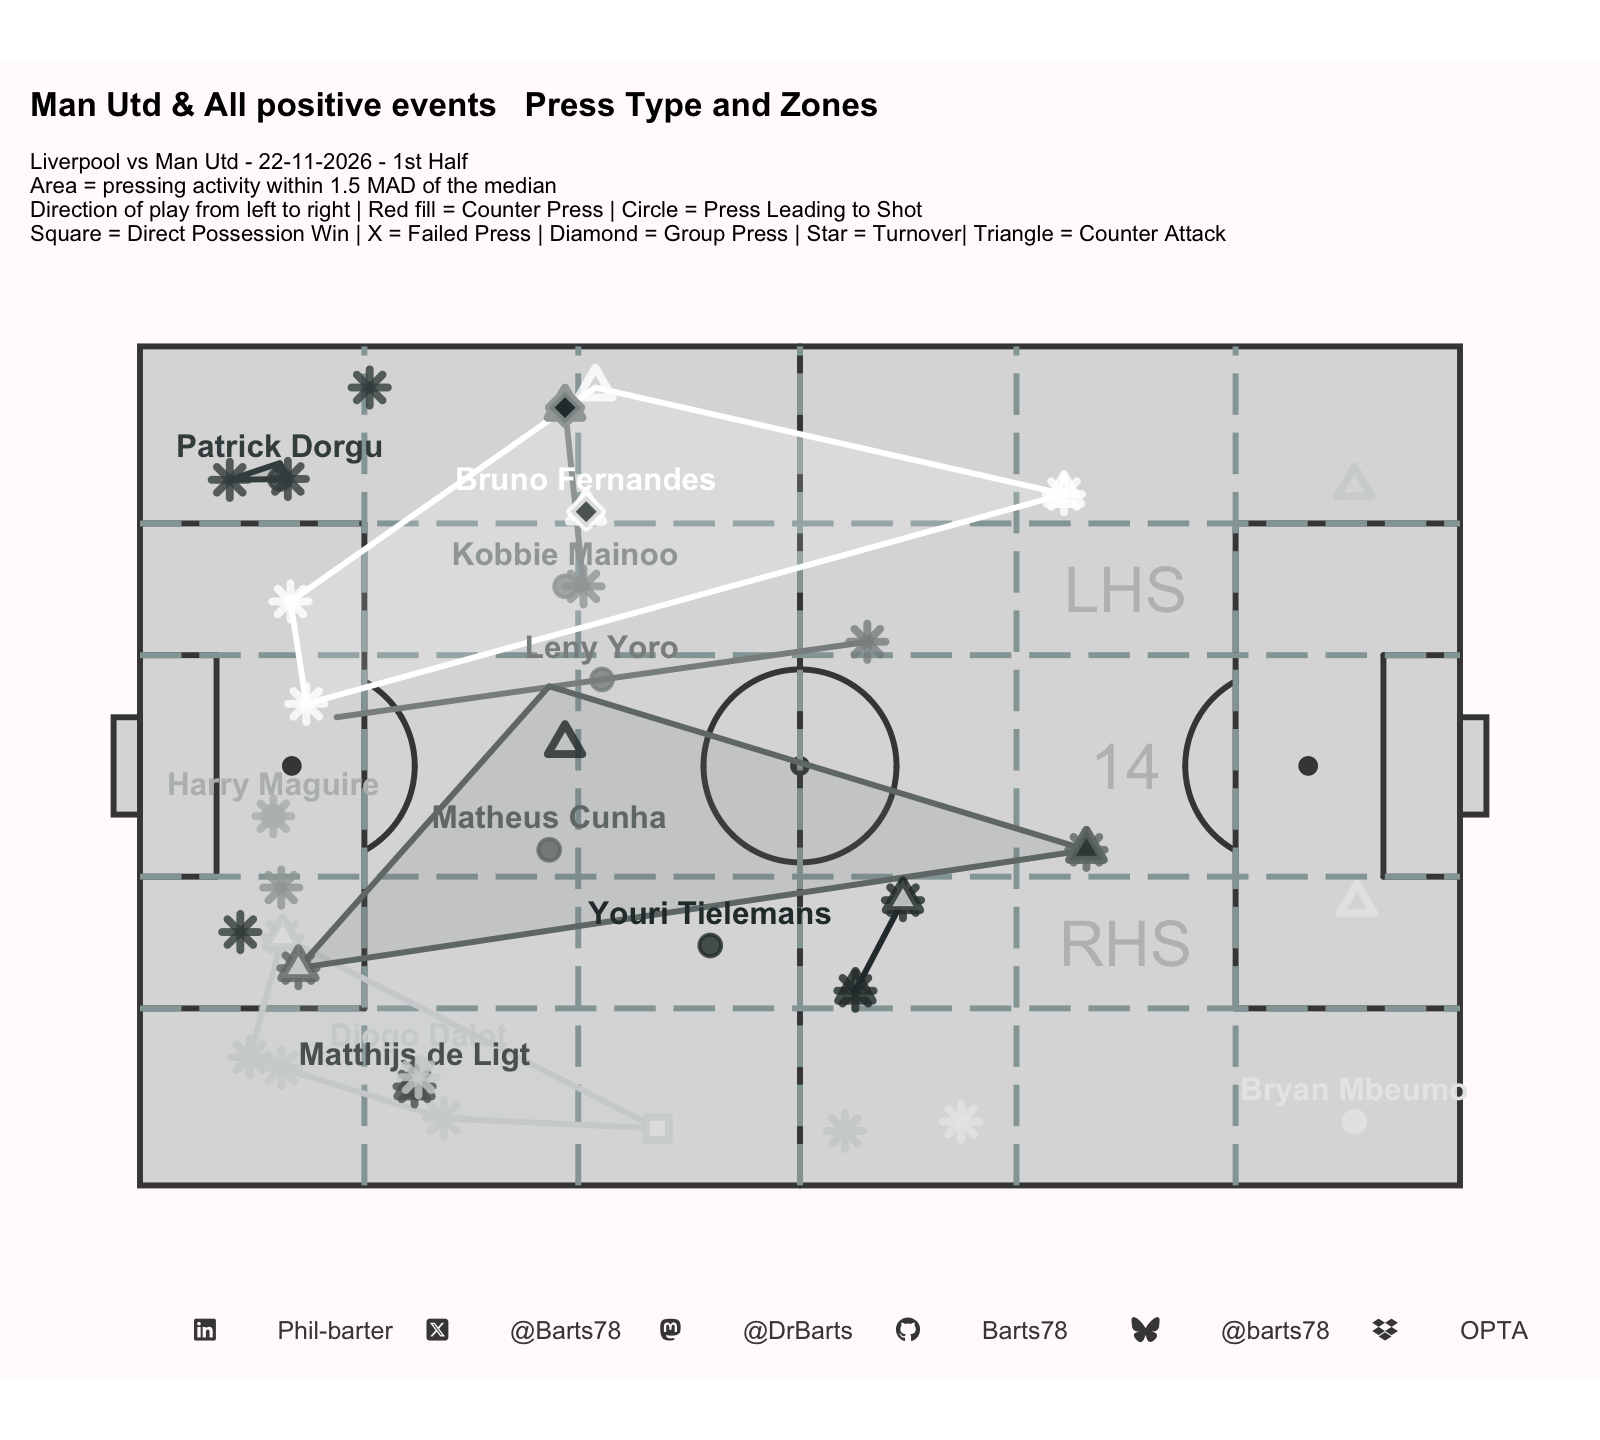 Man Utd & All positive events   Press Type and Zones
Liverpool vs Man Utd - 22-11-2026 - 1st Half
Area = pressing activity within 1.5 MAD of the median
Direction of play from left to right | Red fill = Counter Press | Circle = Press Leading to Shot
Square = Direct Possession Win | X = Failed Press | Diamond = Group Press | Star = Turnover| Triangle = Counter Attack
Patrick Dorgu
Bruno Fernandes
Kobbie Mainoo
LHS
Leny Yoro
14
Harry Maguire
Matheus Cunha
Youri Tielemans
RHS
Diogo Dalot
Matthijs de Ligt
Bryan Mbeumo
Phil-barter @Barts78 @DrBarts Barts78 @barts78 OPTA